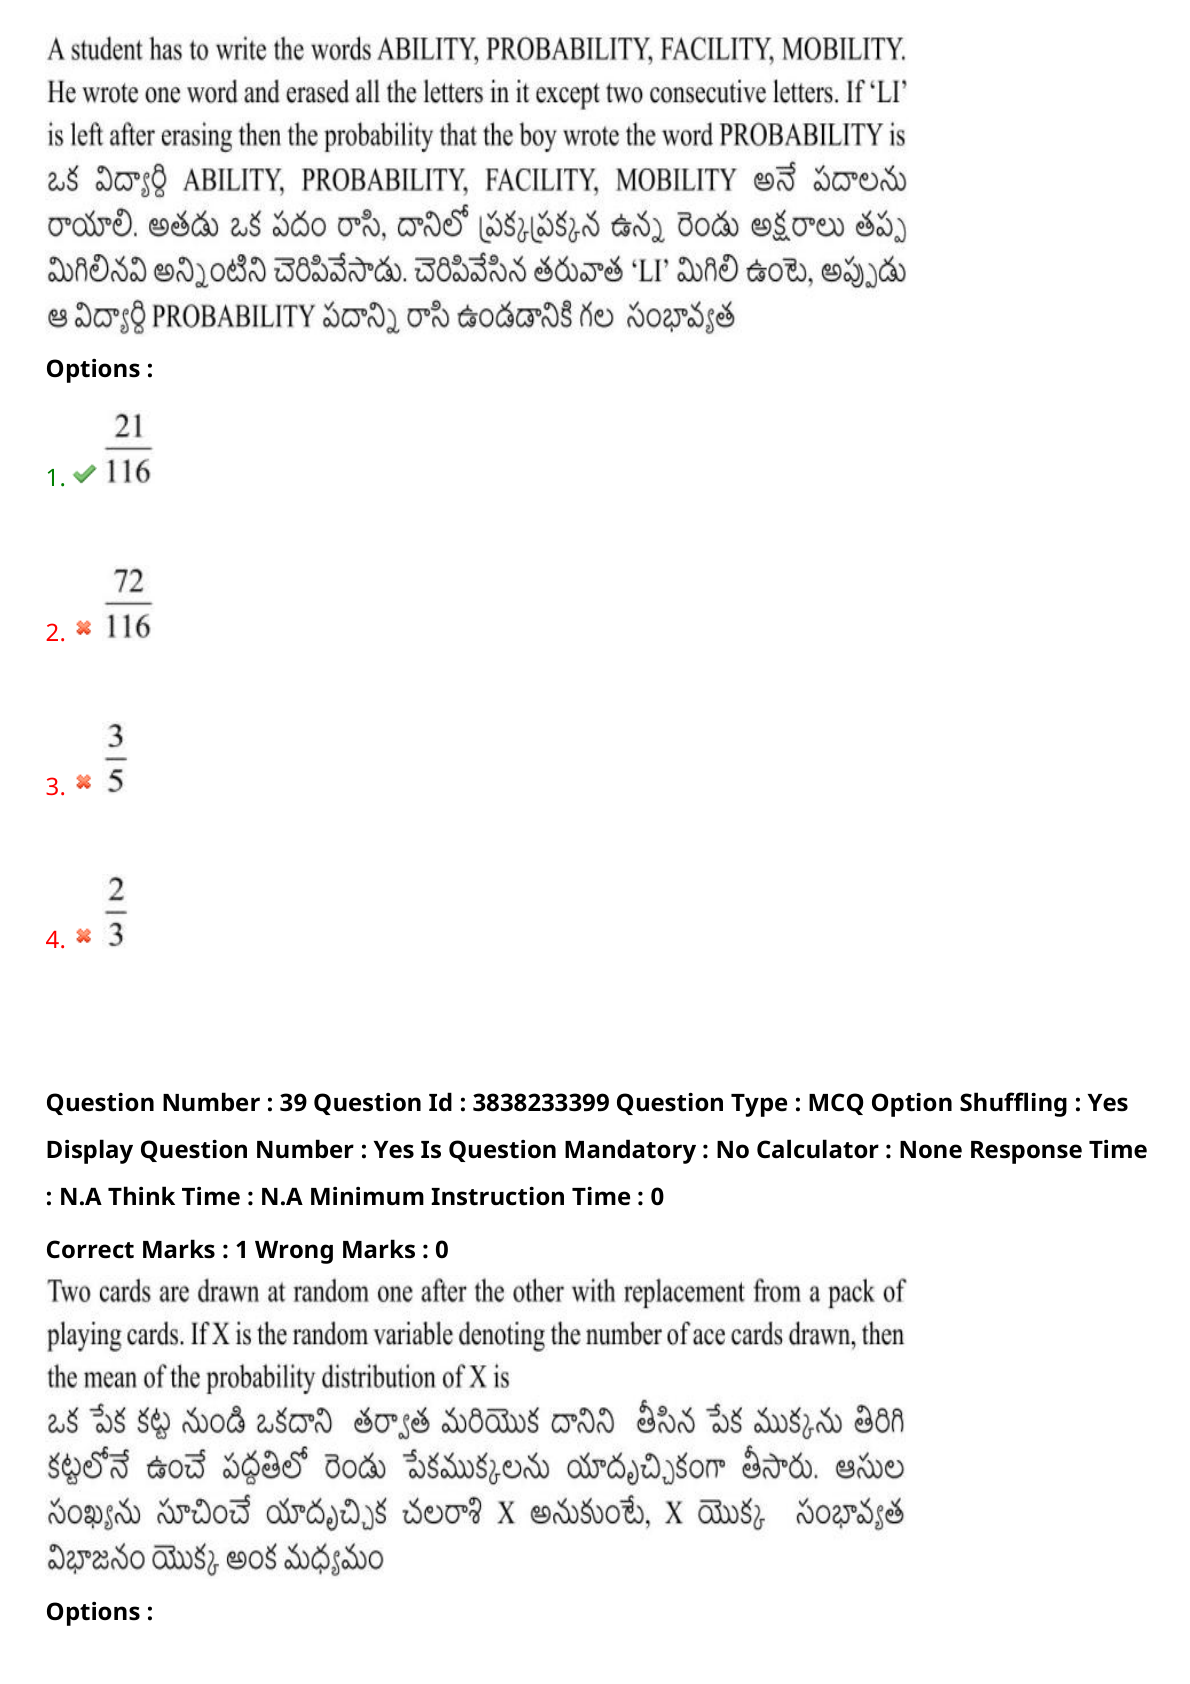 A student has to write the words ABILITY, PROBABILITY, FACILITY, MOBILITY.
He wrote one word and erased all the letters in it except two consecutive letters. If ‘LI’
is left after erasing then the probability that the boy wrote the word PROBABILITY is
ఒక విద్యార్థి ABILITY, PROBABILITY, FACILITY, MOBILITY అనే పదాలను
రాయాలి. అతడు ఒక పదం రాసి, దానిలో ప్రక్కప్రక్కన ఉన్న రెండు అక్షరాలు తప్ప
మిగిలినవి అన్నింటిని చెరిపివేసాడు. చెరిపివేసిన తరువాత ‘LI’ మిగిలి ఉంటె, అప్పుడు
ఆ విద్యార్థి PROBABILITY పదాన్ని రాసి ఉండడానికి గల సంభావ్యత
Options :
1. 21/116
2. 72/116
3. 3/5
4. 2/3
Question Number : 39 Question Id : 3838233399 Question Type : MCQ Option Shuffling : Yes
Display Question Number : Yes Is Question Mandatory : No Calculator : None Response Time
: N.A Think Time : N.A Minimum Instruction Time : 0
Correct Marks : 1 Wrong Marks : 0
Two cards are drawn at random one after the other with replacement from a pack of
playing cards. If X is the random variable denoting the number of ace cards drawn, then
the mean of the probability distribution of X is
ఒక పేక కట్ట నుండి ఒకదాని తర్వాత మరియొక దానిని తీసిన పేక ముక్కను తిరిగి
కట్టలోనే ఉంచే పద్ధతిలో రెండు పేకముక్కలను యాదృచ్ఛికంగా తీసారు. ఆసుల
సంఖ్యను సూచించే యాదృచ్ఛిక చలరాశి X అనుకుంటే, X యొక్క సంభావ్యత
విభాజనం యొక్క అంక మధ్యమం
Options :